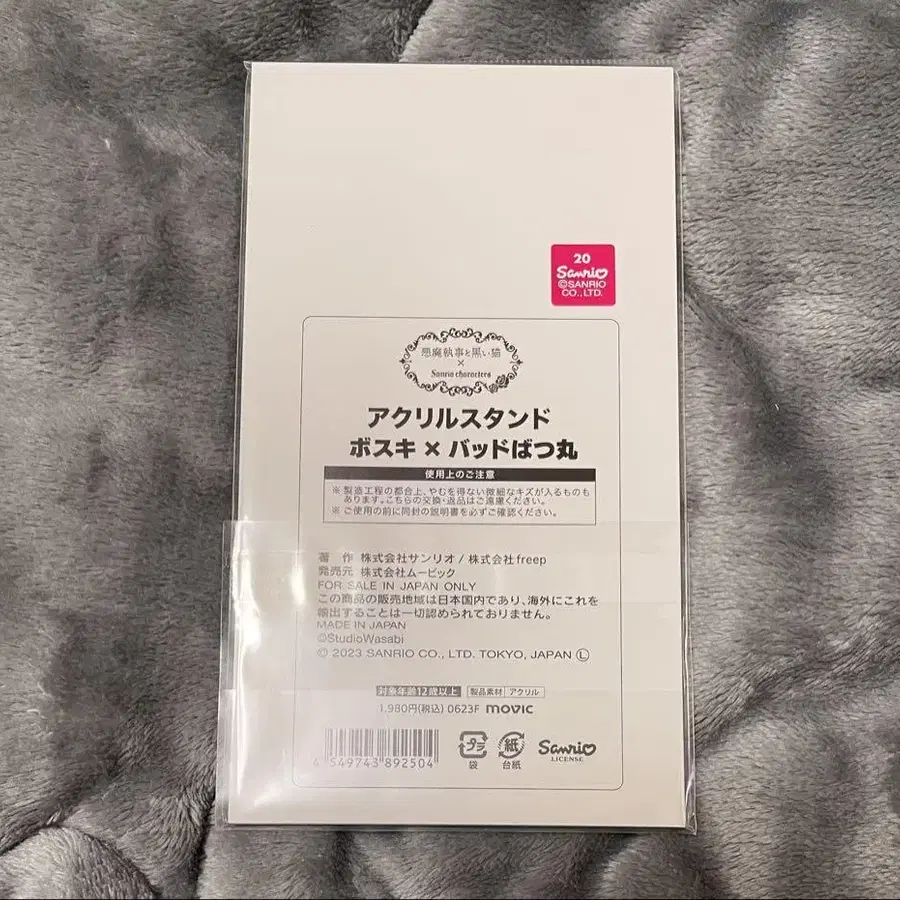 20
Sanrio
©SANRIO
CO.,LTD.
悪魔執事と黒い猫
×
Sanrio characters
アクリルスタンド
ボスキ × バッドばつ丸
使用上のご注意
※製造工程の都合上、やむを得ない微細なキズが入るものも
あります。こちらの交換・返品はご遠慮ください。
※ご使用の前に同封の説明書を必ずご確認ください。
著 作 株式会社サンリオ / 株式会社freep
発売元 株式会社ムービック
FOR SALE IN JAPAN ONLY
この商品の販売地域は日本国内であり、海外にこれを
輸出することは一切認められておりません。
MADE IN JAPAN
©StudioWasabi
© 2023 SANRIO CO., LTD. TOKYO, JAPAN Ⓛ
対象年齢12歳以上 製品素材 アクリル
1,980円(税込) 0623F movic
4 549743 892504
プラ
袋
紙
台紙
Sanrio
LICENSE